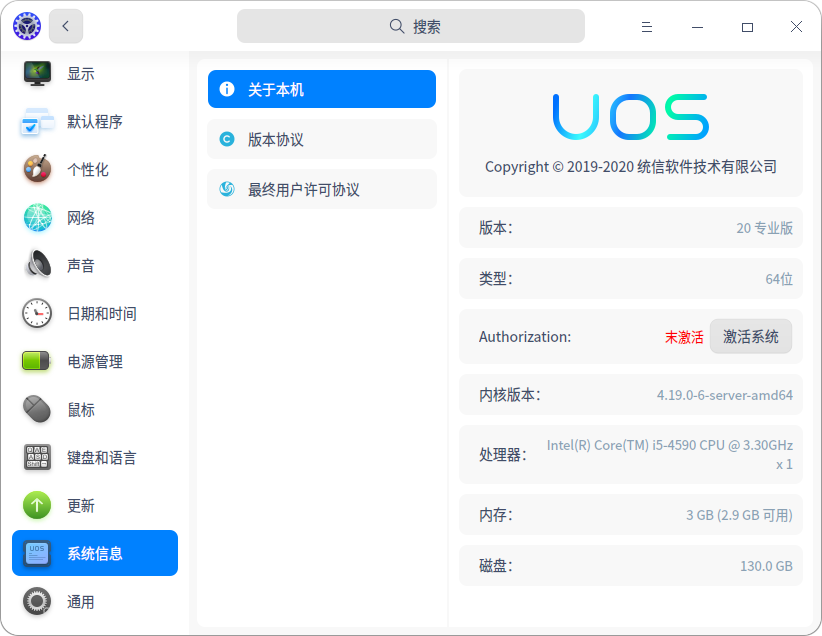 搜索
显示
默认程序
个性化
网络
声音
日期和时间
电源管理
鼠标
键盘和语言
更新
系统信息
通用
关于本机
版本协议
最终用户许可协议
UOS
Copyright © 2019-2020 统信软件技术有限公司
版本： 20 专业版
类型： 64位
Authorization: 未激活 激活系统
内核版本： 4.19.0-6-server-amd64
处理器： Intel(R) Core(TM) i5-4590 CPU @ 3.30GHz
x 1
内存： 3 GB (2.9 GB 可用)
磁盘： 130.0 GB